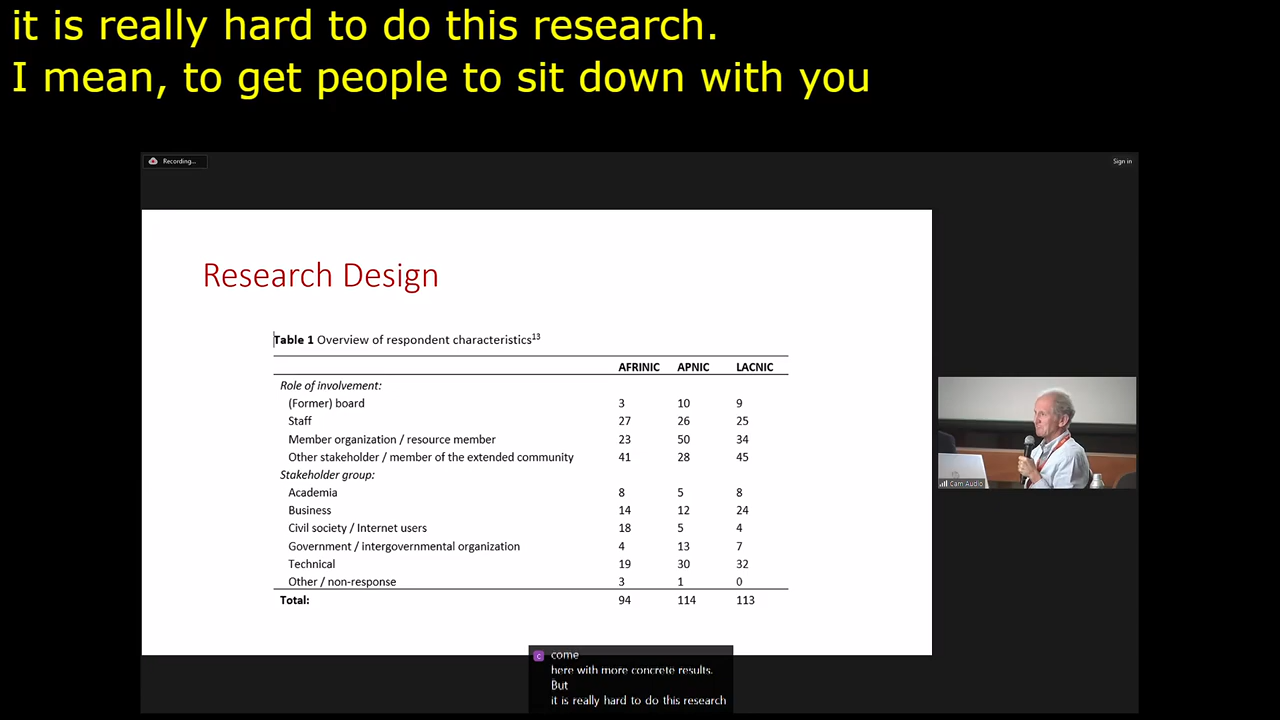 it is really hard to do this research.
I mean, to get people to sit down with you
Recording...
Sign in
Research Design
Table 1 Overview of respondent characteristics13
AFRINIC APNIC LACNIC
Role of involvement:
(Former) board 3 10 9
Staff 27 26 25
Member organization / resource member 23 50 34
Other stakeholder / member of the extended community 41 28 45
Stakeholder group:
Academia 8 5 8
Business 14 12 24
Civil society / Internet users 18 5 4
Government / intergovernmental organization 4 13 7
Technical 19 30 32
Other / non-response 3 1 0
Total: 94 114 113
Cam Audio
c come
here with more concrete results.
But
it is really hard to do this research